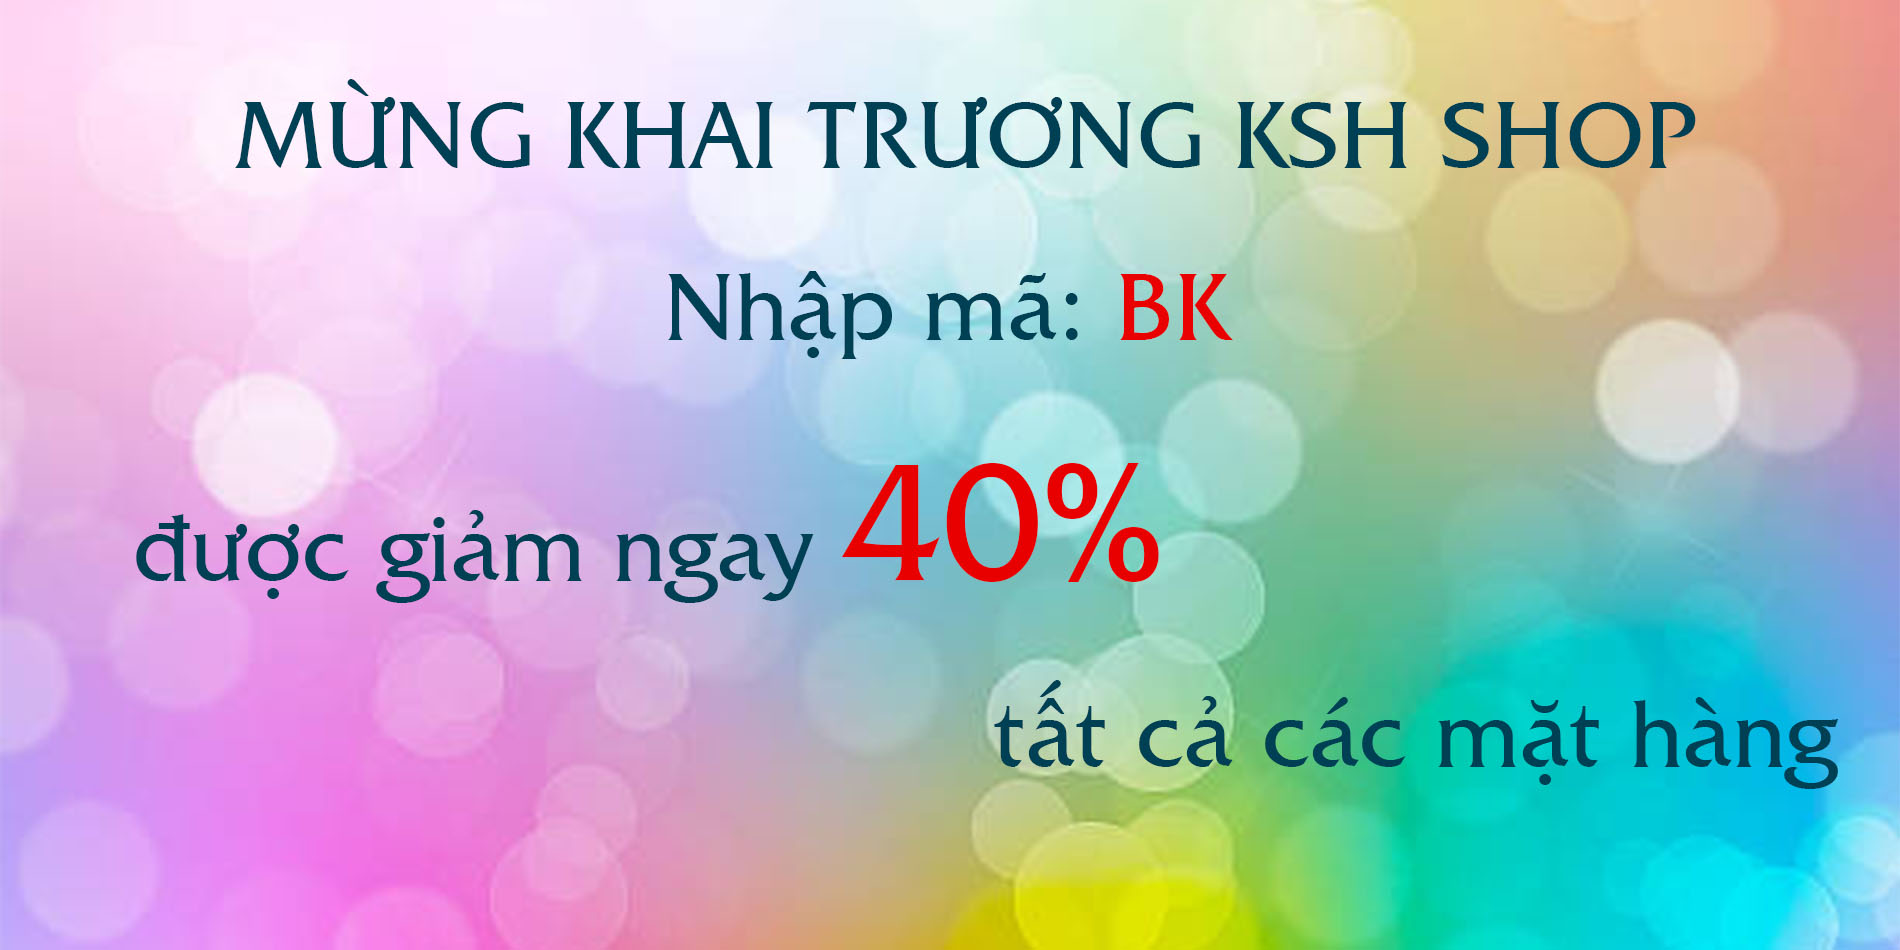 MỪNG KHAI TRƯƠNG KSH SHOP
Nhập mã: BK
được giảm ngay 40%
tất cả các mặt hàng